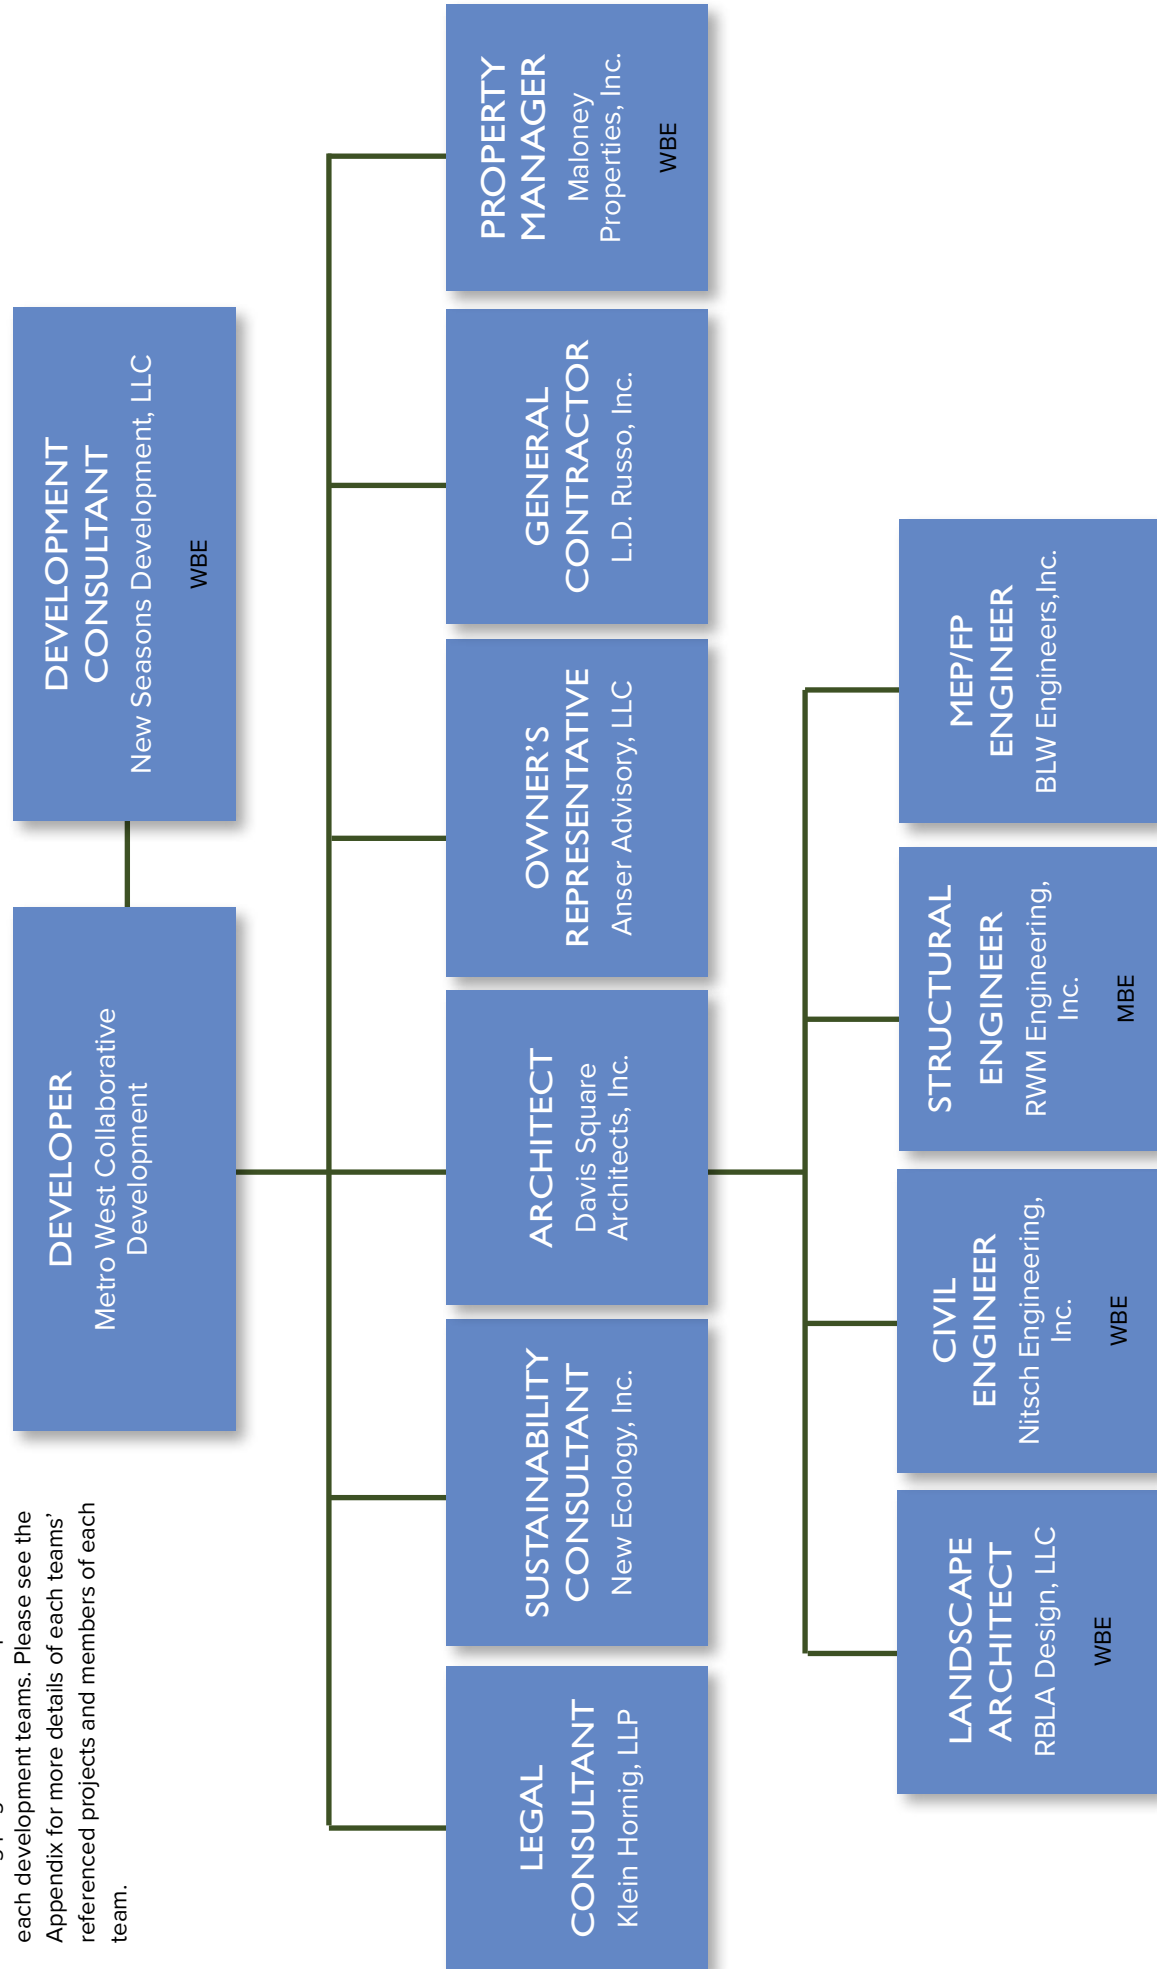 each development teams. Please see the
Appendix for more details of each teams’
referenced projects and members of each
team.
DEVELOPER
Metro West Collaborative
Development
DEVELOPMENT
CONSULTANT
New Seasons Development, LLC
WBE
LEGAL
CONSULTANT
Klein Hornig, LLP
SUSTAINABILITY
CONSULTANT
New Ecology, Inc.
ARCHITECT
Davis Square
Architects, Inc.
OWNER’S
REPRESENTATIVE
Anser Advisory, LLC
GENERAL
CONTRACTOR
L.D. Russo, Inc.
PROPERTY
MANAGER
Maloney
Properties, Inc.
WBE
LANDSCAPE
ARCHITECT
RBLA Design, LLC
WBE
CIVIL
ENGINEER
Nitsch Engineering,
Inc.
WBE
STRUCTURAL
ENGINEER
RWM Engineering,
Inc.
MBE
MEP/FP
ENGINEER
BLW Engineers,Inc.